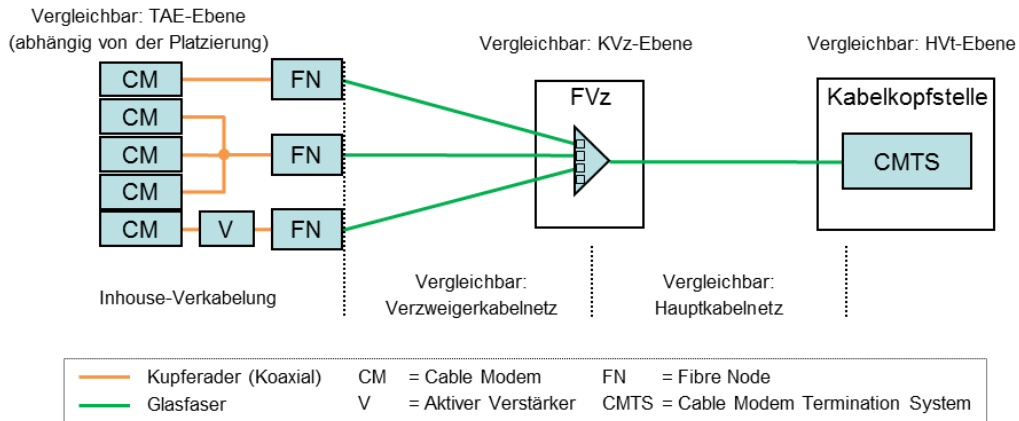 Vergleichbar: TAE-Ebene
(abhängig von der Platzierung)
Vergleichbar: KVz-Ebene
Vergleichbar: HVt-Ebene
CM
FN
CM
CM
FN
CM
CM
V
FN
FVz
Kabelkopfstelle
CMTS
Inhouse-Verkabelung
Vergleichbar:
Verzweigerkabelnetz
Vergleichbar:
Hauptkabelnetz
Kupferader (Koaxial) CM = Cable Modem FN = Fibre Node
Glasfaser V = Aktiver Verstärker CMTS = Cable Modem Termination System